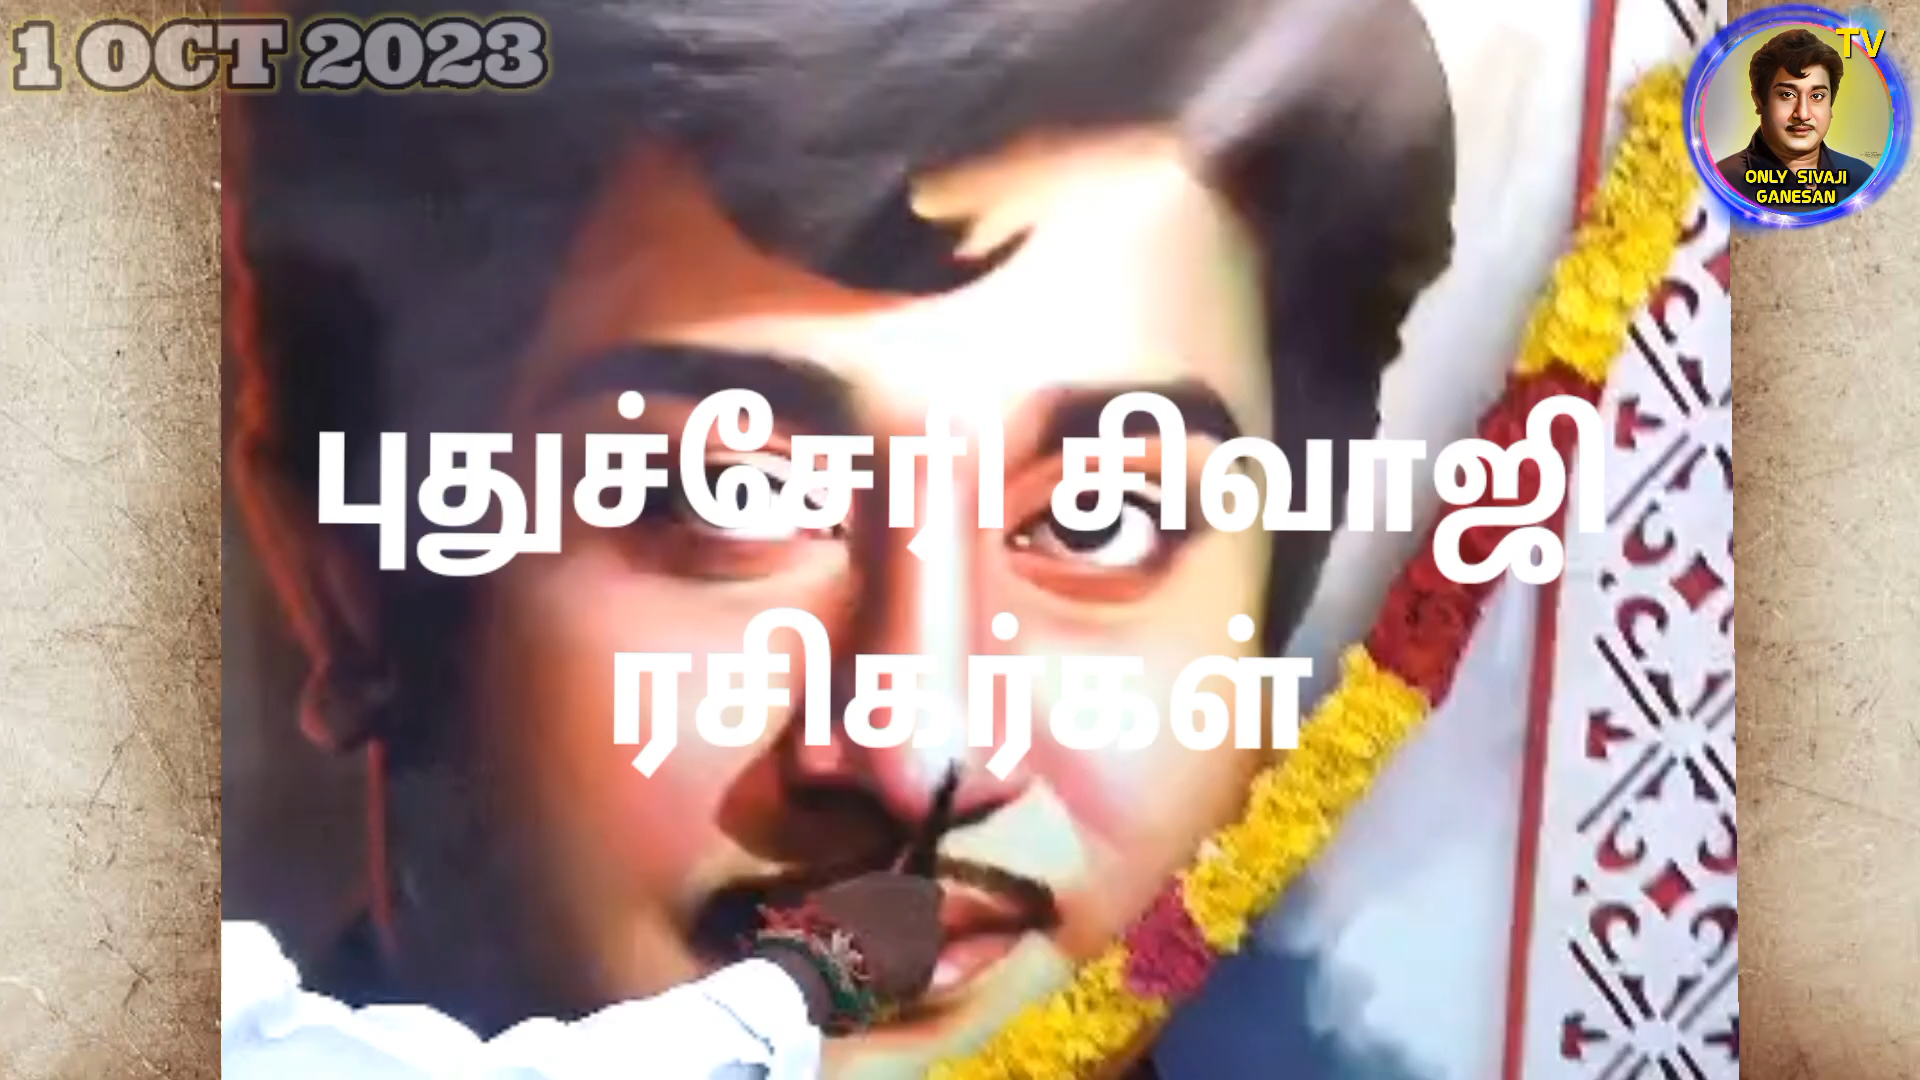 1 OCT 2023
TV
ONLY SIVAJI
GANESAN
புதுச்சேரி சிவாஜி
ரசிகர்கள்